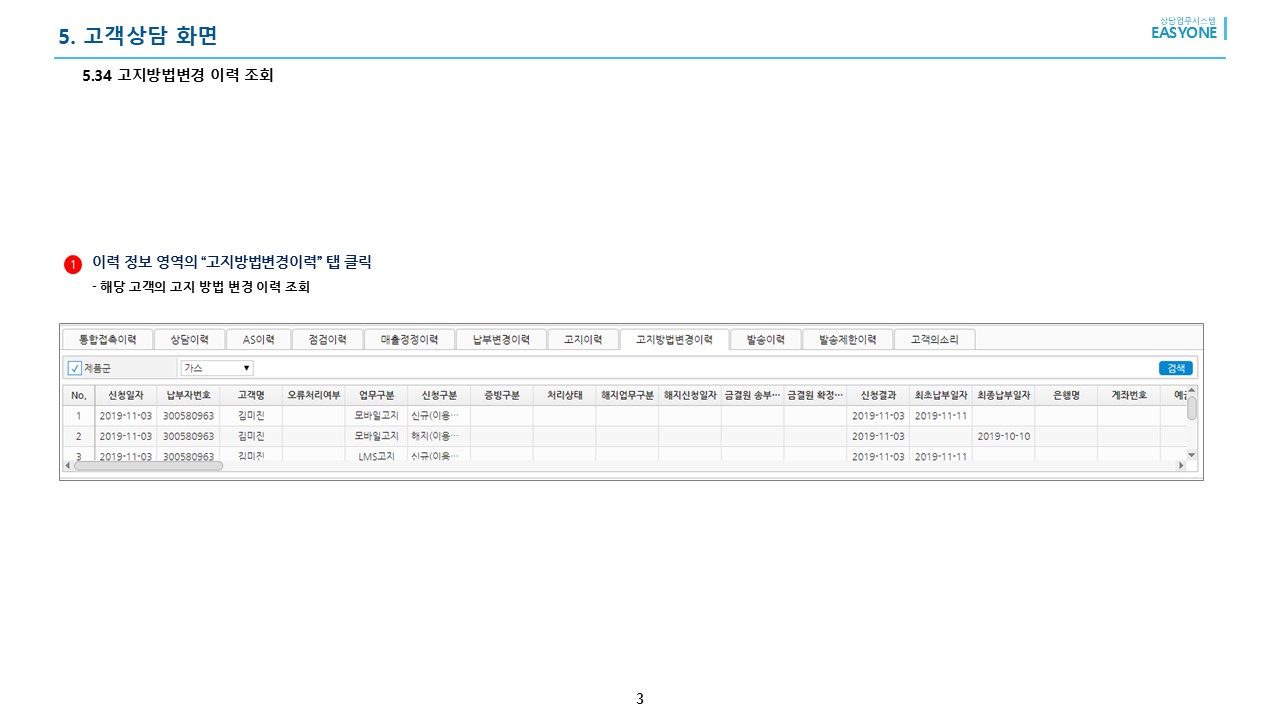 5. 고객상담 화면
상담업무시스템
EASYONE
5.34 고지방법변경 이력 조회
1 이력 정보 영역의 “고지방법변경이력” 탭 클릭
- 해당 고객의 고지 방법 변경 이력 조회
통합접촉이력 상담이력 AS이력 점검이력 매출정정이력 납부변경이력 고지이력 고지방법변경이력 발송이력 발송제한이력 고객의소리
제품군 가스 검색
No. 신청일자 납부자번호 고객명 오류처리여부 업무구분 신청구분 증빙구분 처리상태 해지업무구분 해지신청일자 금결원 송부… 금결원 확정… 신청결과 최초납부일자 최종납부일자 은행명 계좌번호
1 2019-11-03 300580963 김미진 모바일고지 신규(이용… 2019-11-03 2019-11-11
2 2019-11-03 300580963 김미진 모바일고지 해지(이용… 2019-11-03 2019-10-10
3 2019-11-03 300580963 김미진 LMS고지 신규(이용… 2019-11-03 2019-11-11
3